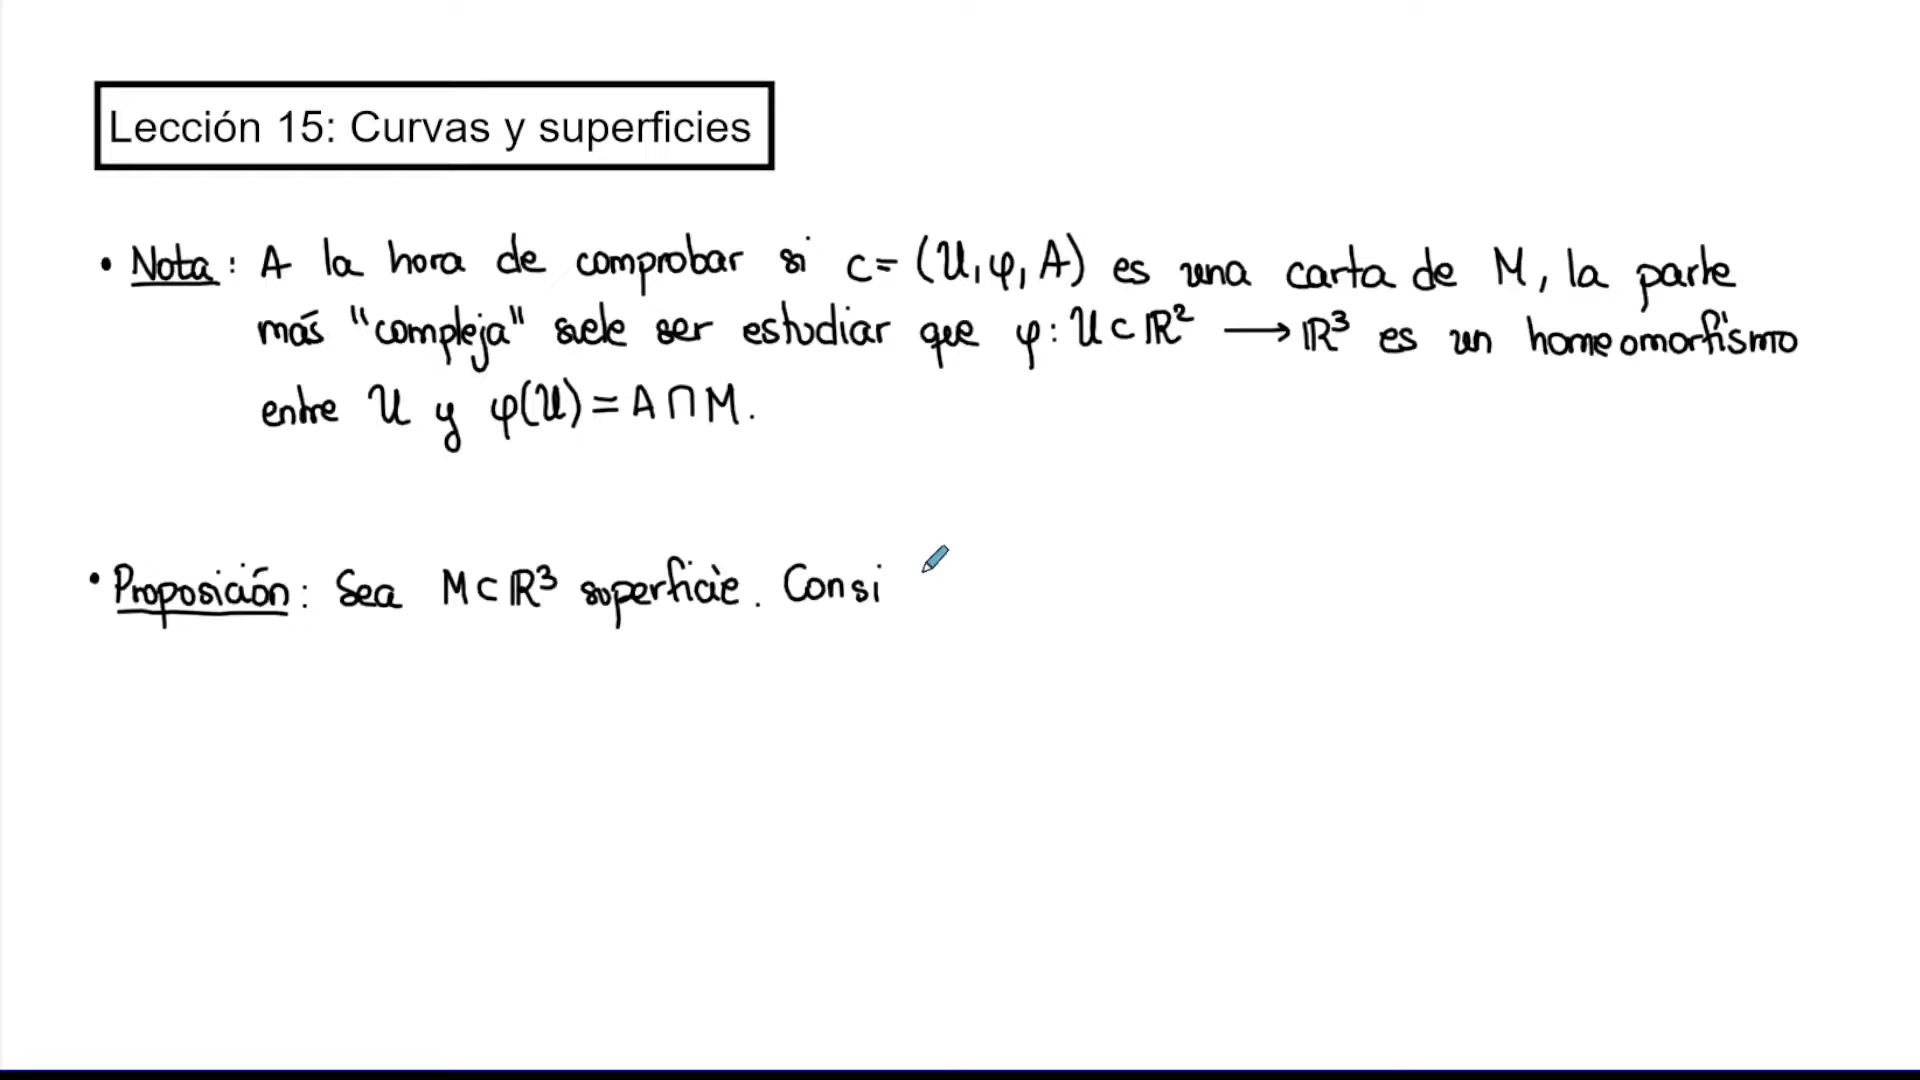 Lección 15: Curvas y superficies
• Nota: A la hora de comprobar si c = (U, φ, A) es una carta de M, la parte
más "compleja" suele ser estudiar que φ: U ⊂ ℝ² ⟶ ℝ³ es un homeomorfismo
entre U y φ(U) = A ∩ M.
• Proposición: Sea M ⊂ ℝ³ superficie. Consi